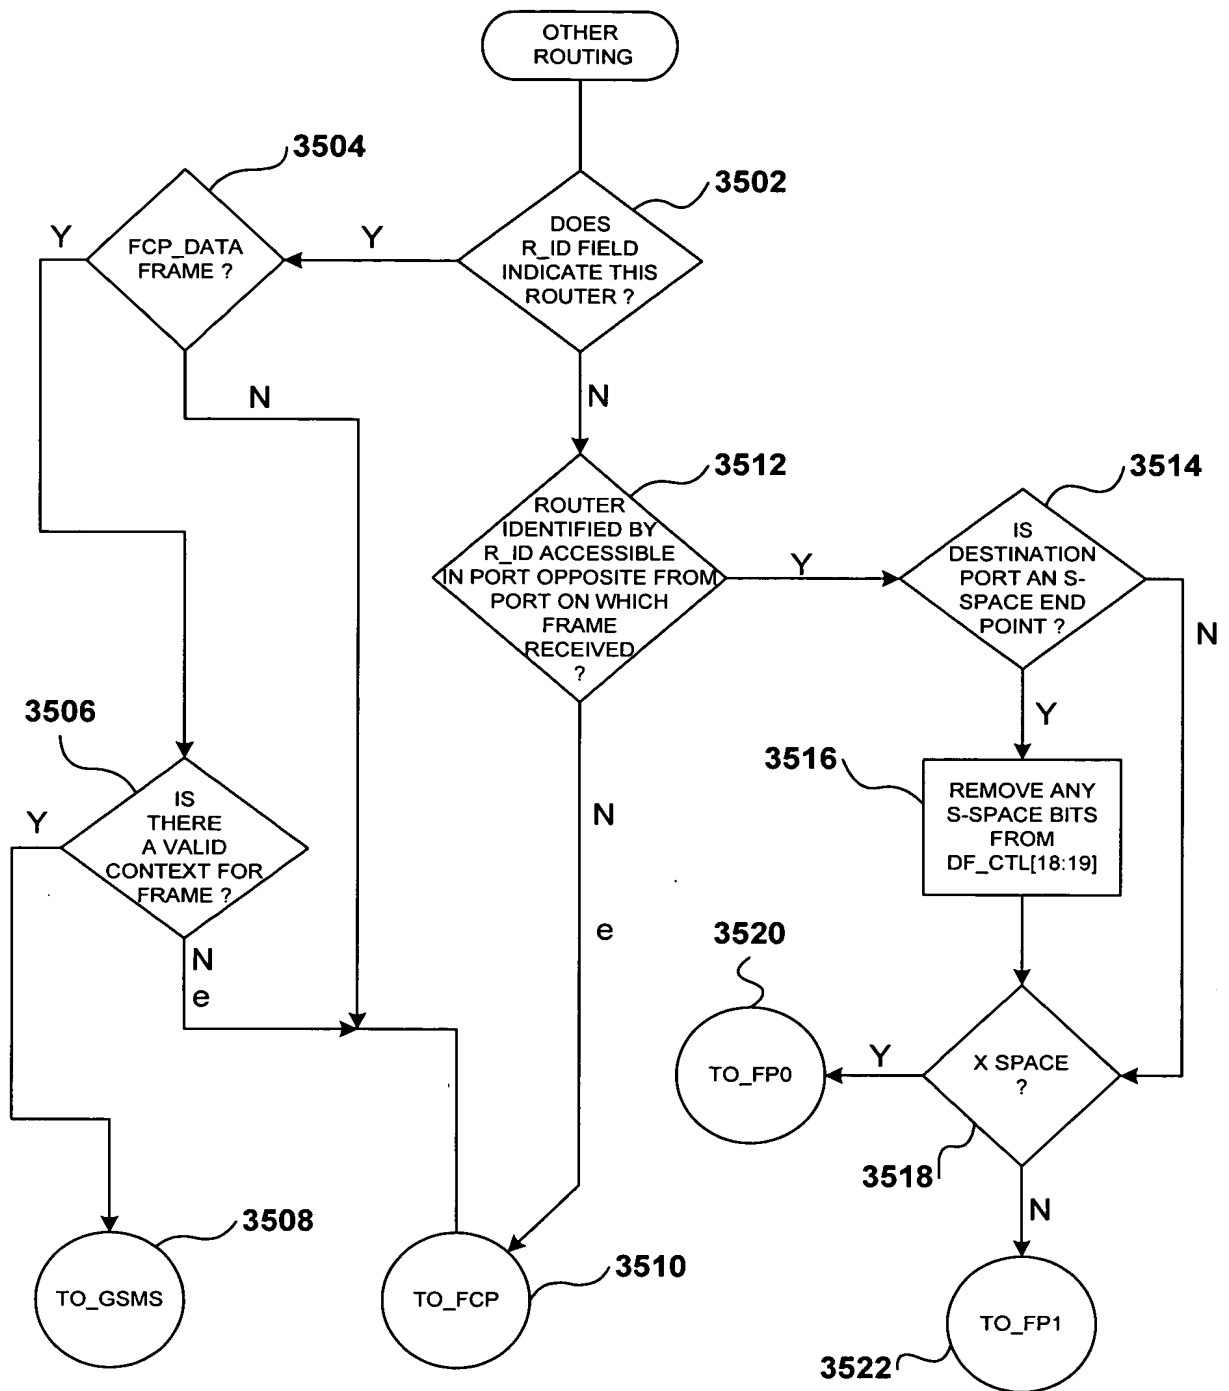 OTHER
ROUTING
3504
3502
DOES
R_ID FIELD
INDICATE THIS
ROUTER ?
Y
FCP_DATA
FRAME ?
Y
N
N
3512
ROUTER
IDENTIFIED BY
R_ID ACCESSIBLE
IN PORT OPPOSITE FROM
PORT ON WHICH
FRAME
RECEIVED
?
Y
3514
IS
DESTINATION
PORT AN S-
SPACE END
POINT ?
N
Y
3516
REMOVE ANY
S-SPACE BITS
FROM
DF_CTL[18:19]
3506
IS
THERE
A VALID
CONTEXT FOR
FRAME ?
Y
N
e
N
e
3520
TO_FP0
Y
X SPACE
?
3518
N
3508
TO_GSMS
3510
TO_FCP
TO_FP1
3522